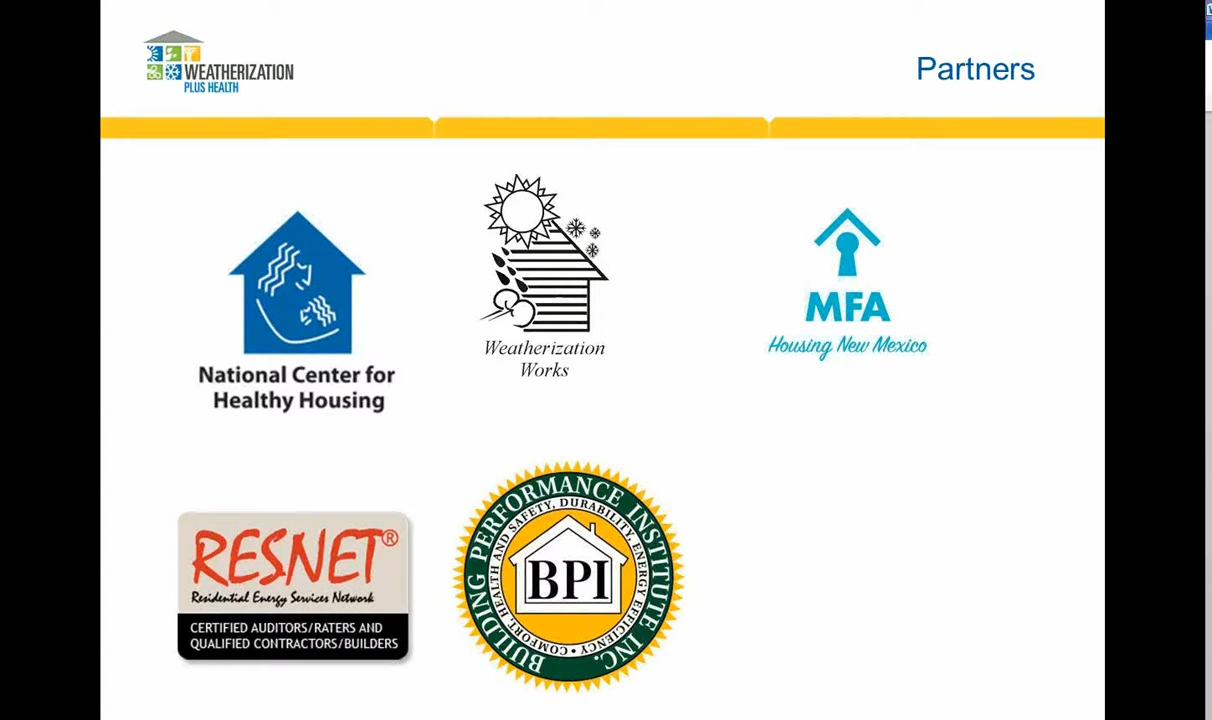 WEATHERIZATION
PLUS HEALTH
Partners
National Center for
Healthy Housing
Weatherization
Works
MFA
Housing New Mexico
RESNET®
Residential Energy Services Network
CERTIFIED AUDITORS/RATERS AND
QUALIFIED CONTRACTORS/BUILDERS
BUILDING PERFORMANCE INSTITUTE INC.
COMFORT, HEALTH AND SAFETY, DURABILITY, ENERGY EFFICIENCY •
BPI